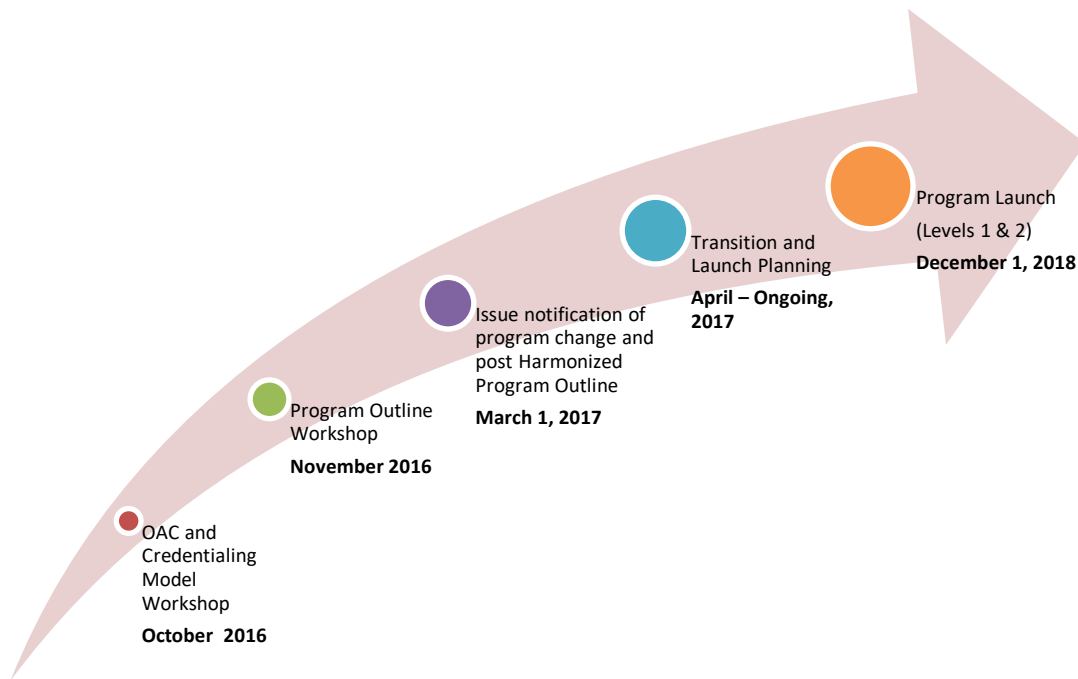 OAC and
Credentialing
Model
Workshop
October 2016
Program Outline
Workshop
November 2016
Issue notification of
program change and
post Harmonized
Program Outline
March 1, 2017
Transition and
Launch Planning
April – Ongoing,
2017
Program Launch
(Levels 1 & 2)
December 1, 2018